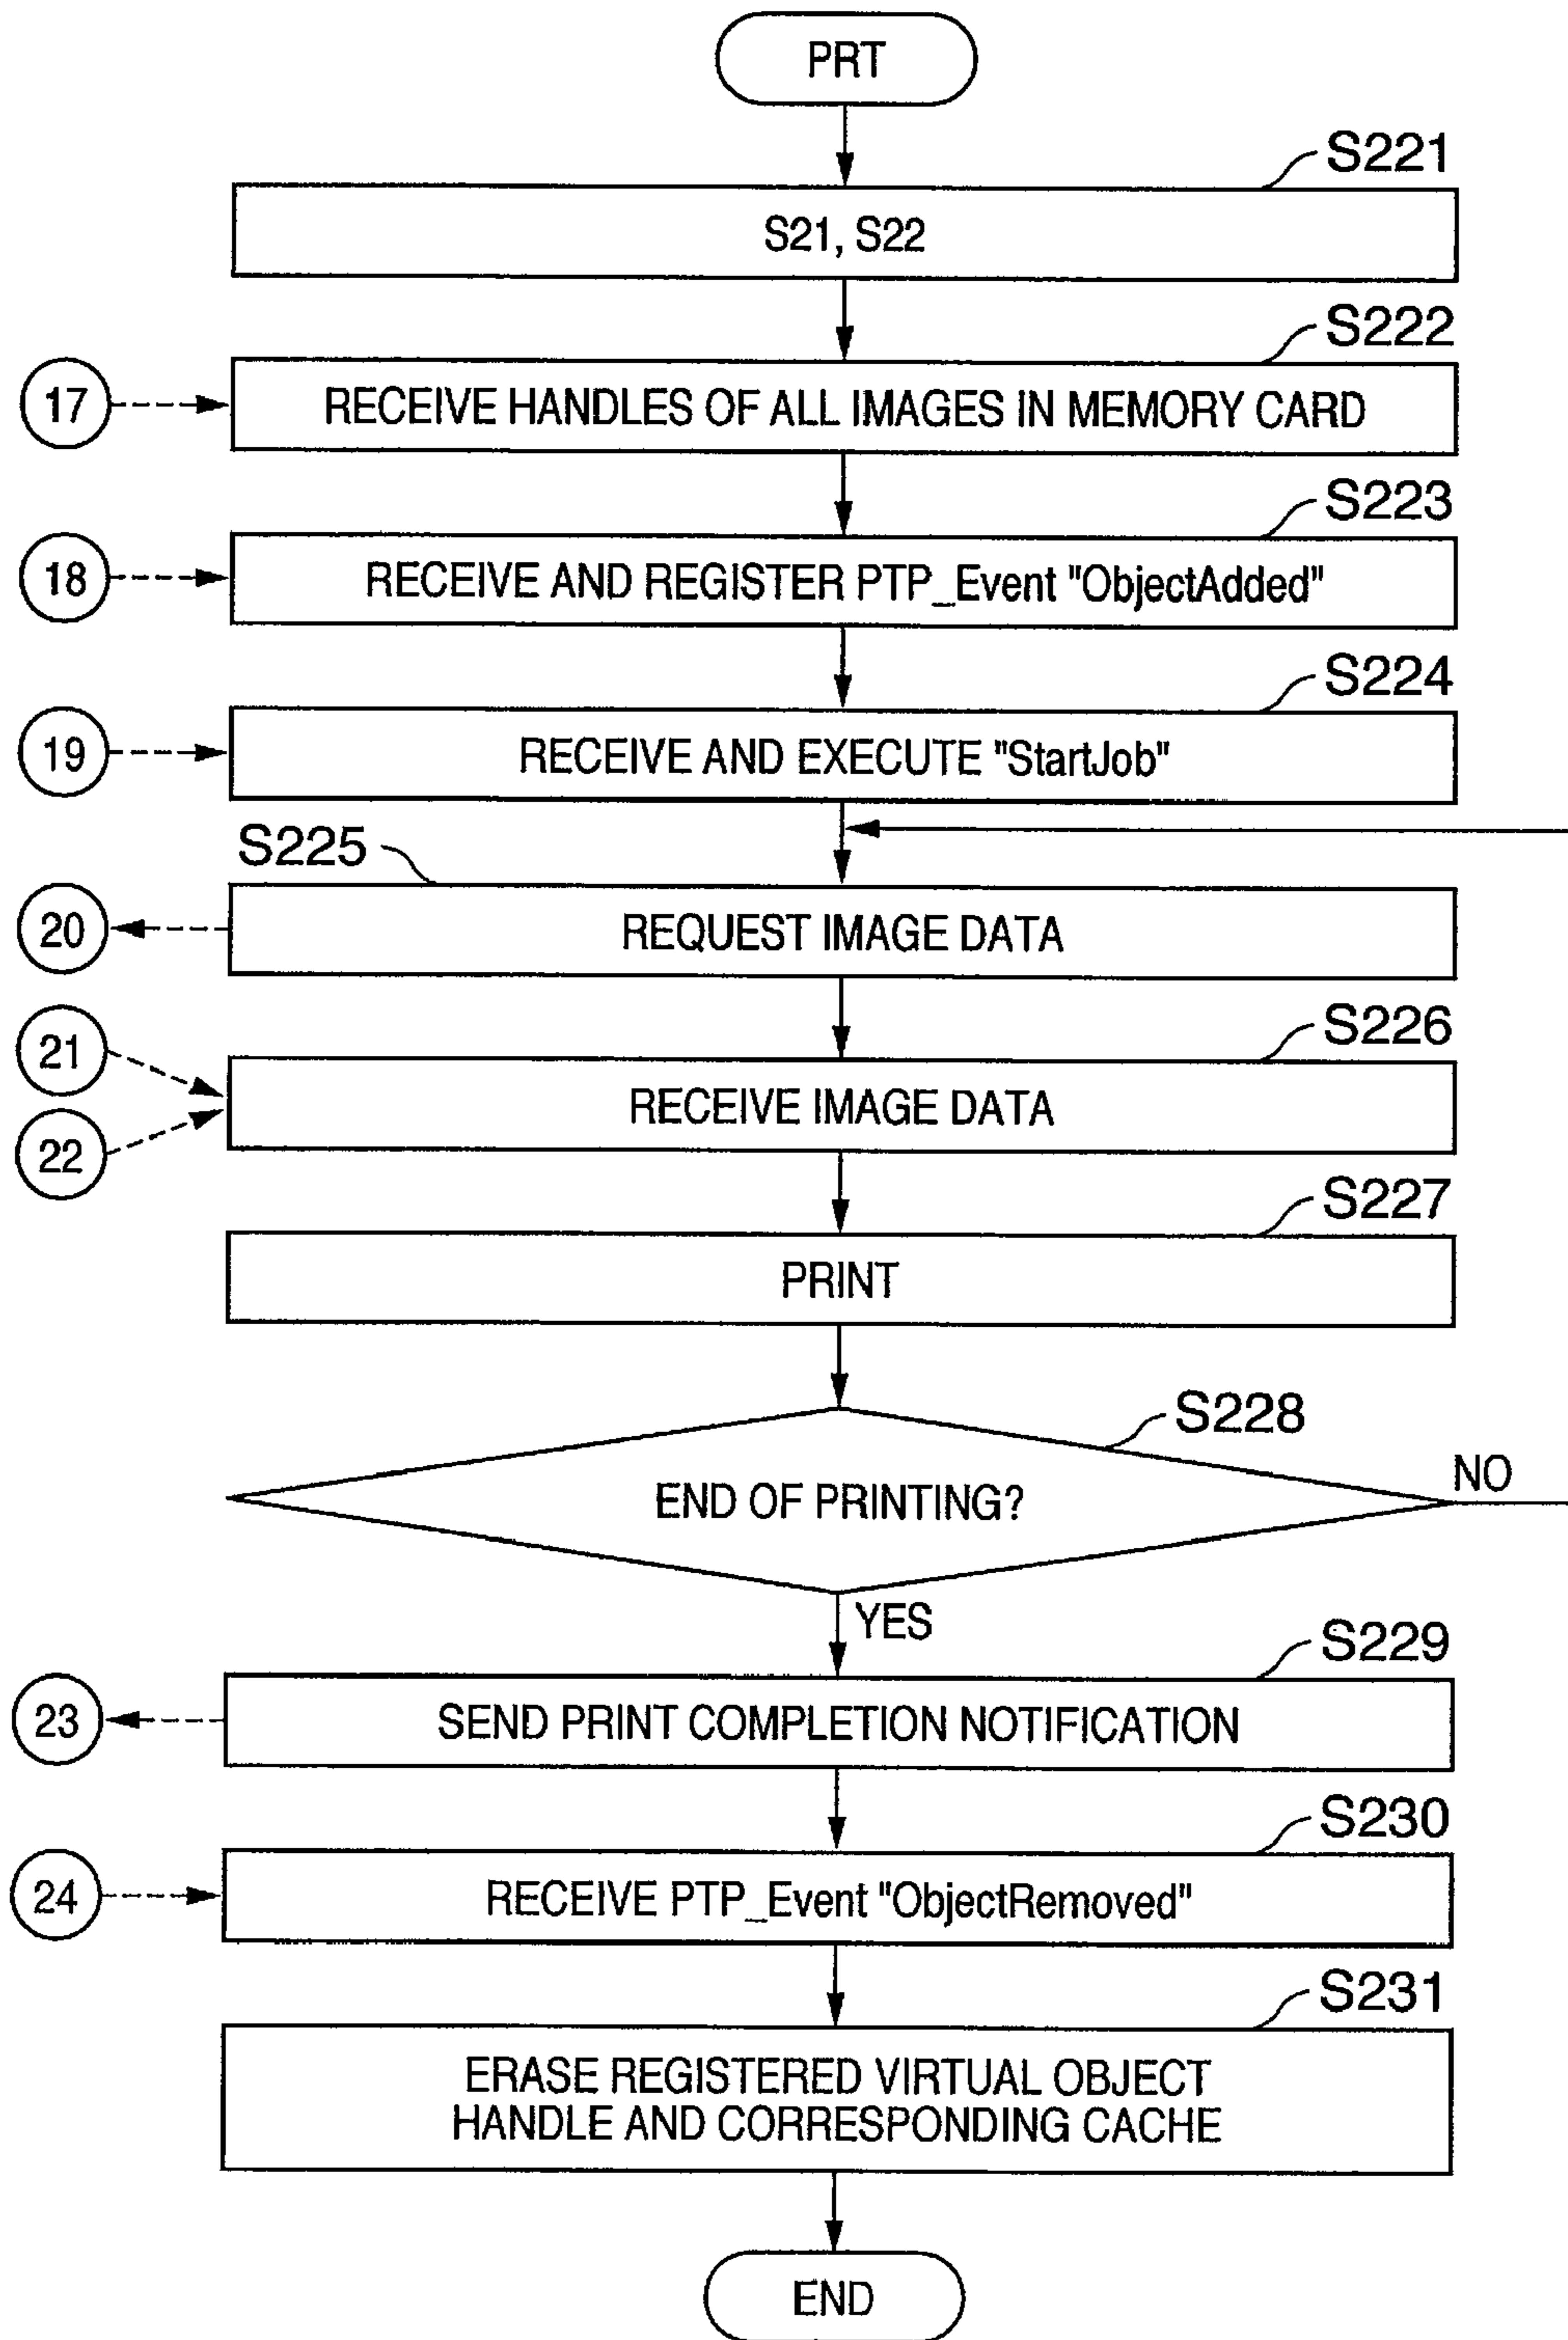 PRT
S221
S21, S22
S222
17
RECEIVE HANDLES OF ALL IMAGES IN MEMORY CARD
S223
18
RECEIVE AND REGISTER PTP_Event "ObjectAdded"
S224
19
RECEIVE AND EXECUTE "StartJob"
S225
20
REQUEST IMAGE DATA
S226
21
22
RECEIVE IMAGE DATA
S227
PRINT
S228
END OF PRINTING?
NO
YES
S229
23
SEND PRINT COMPLETION NOTIFICATION
S230
24
RECEIVE PTP_Event "ObjectRemoved"
S231
ERASE REGISTERED VIRTUAL OBJECT
HANDLE AND CORRESPONDING CACHE
END